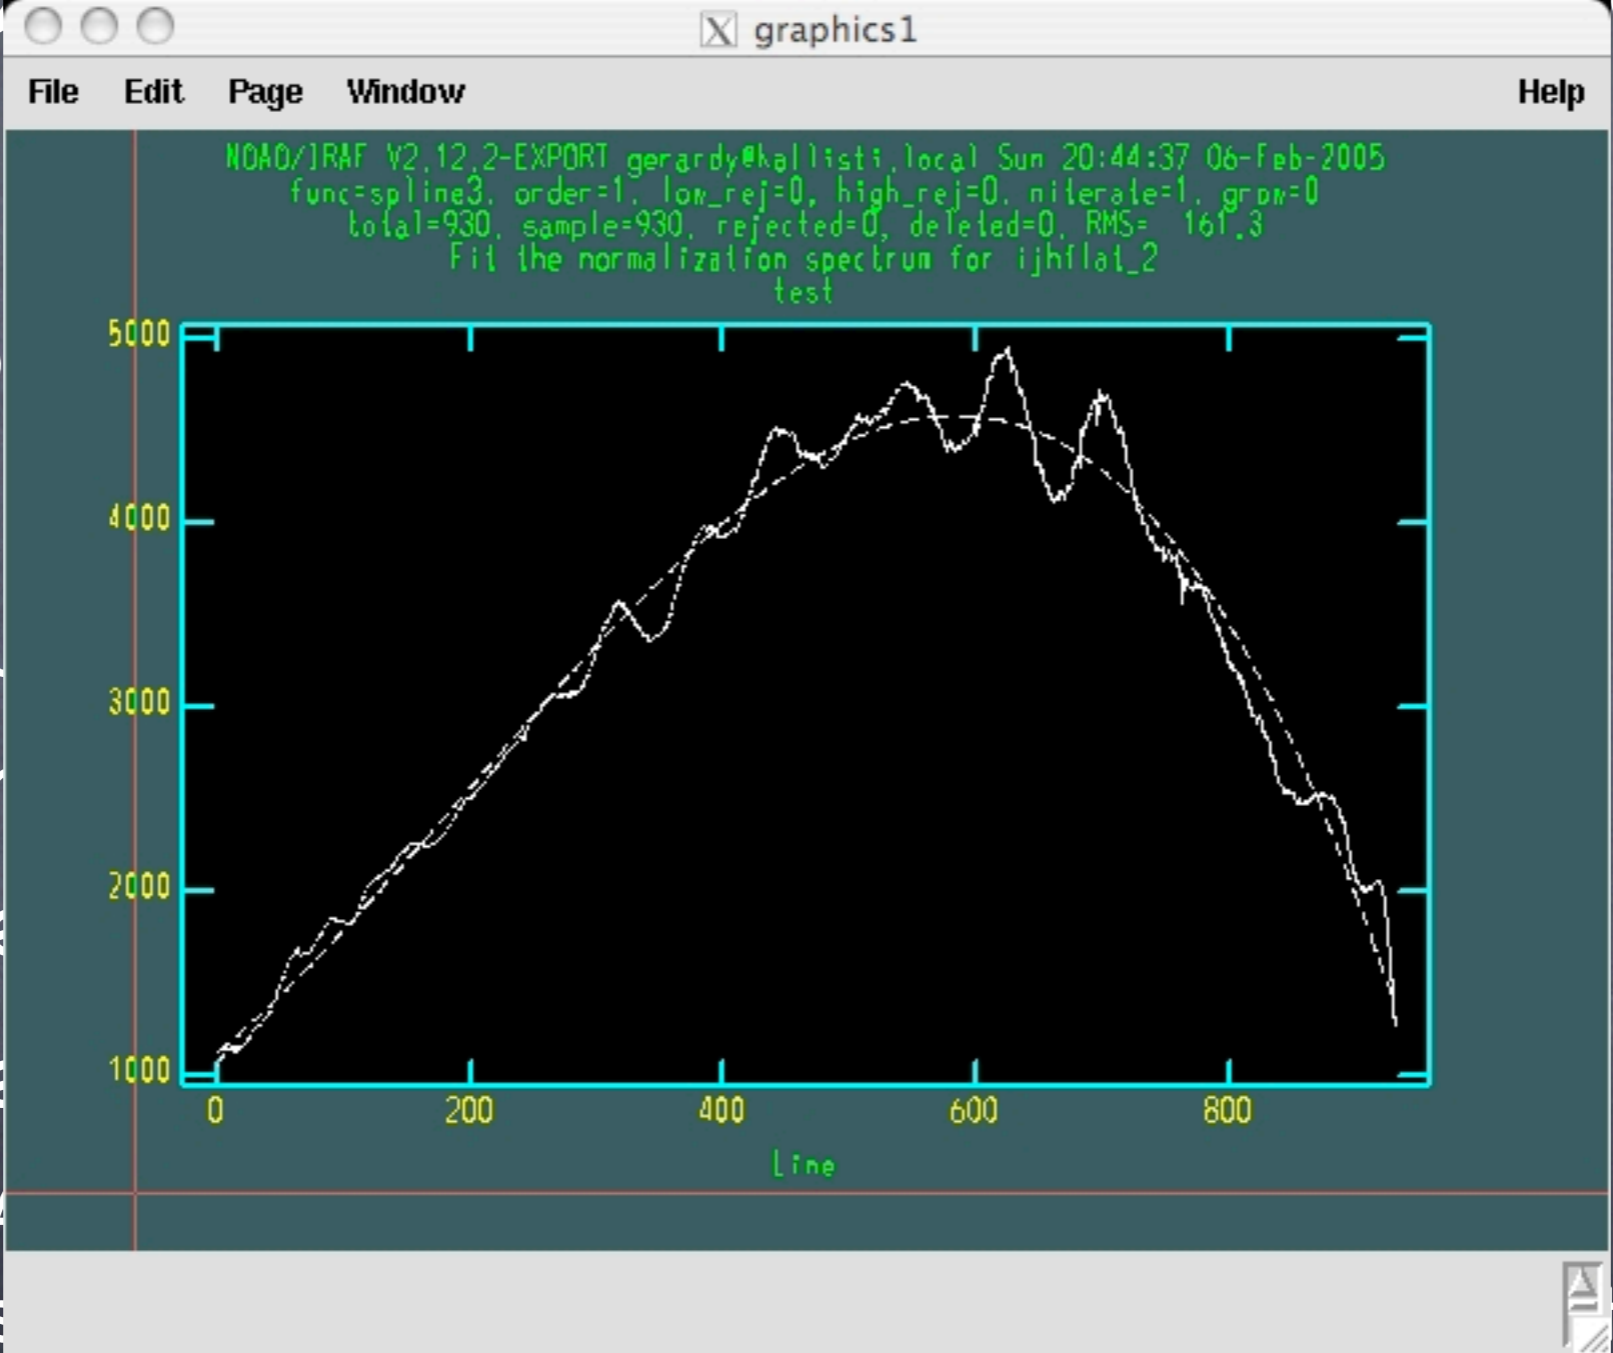 graphics1
File Edit Page Window Help
NOAO/IRAF V2.12.2-EXPORT gerardy@kallisti.local Sun 20:44:37 06-Feb-2005
func=spline3, order=1, low_rej=0, high_rej=0, niterate=1, grow=0
total=930, sample=930, rejected=0, deleted=0, RMS= 161.3
Fit the normalization spectrum for ijhflat_2
test
5000
4000
3000
2000
1000
0 200 400 600 800
Line